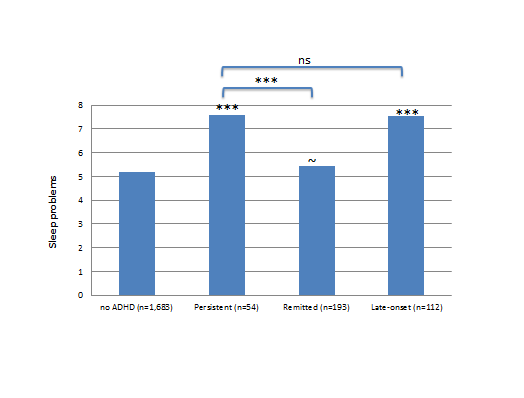 ns
***
***
***
~
8
7
6
5
4
3
2
1
0
Sleep problems
no ADHD (n=1,683)
Persistent (n=54)
Remitted (n=193)
Late-onset (n=112)